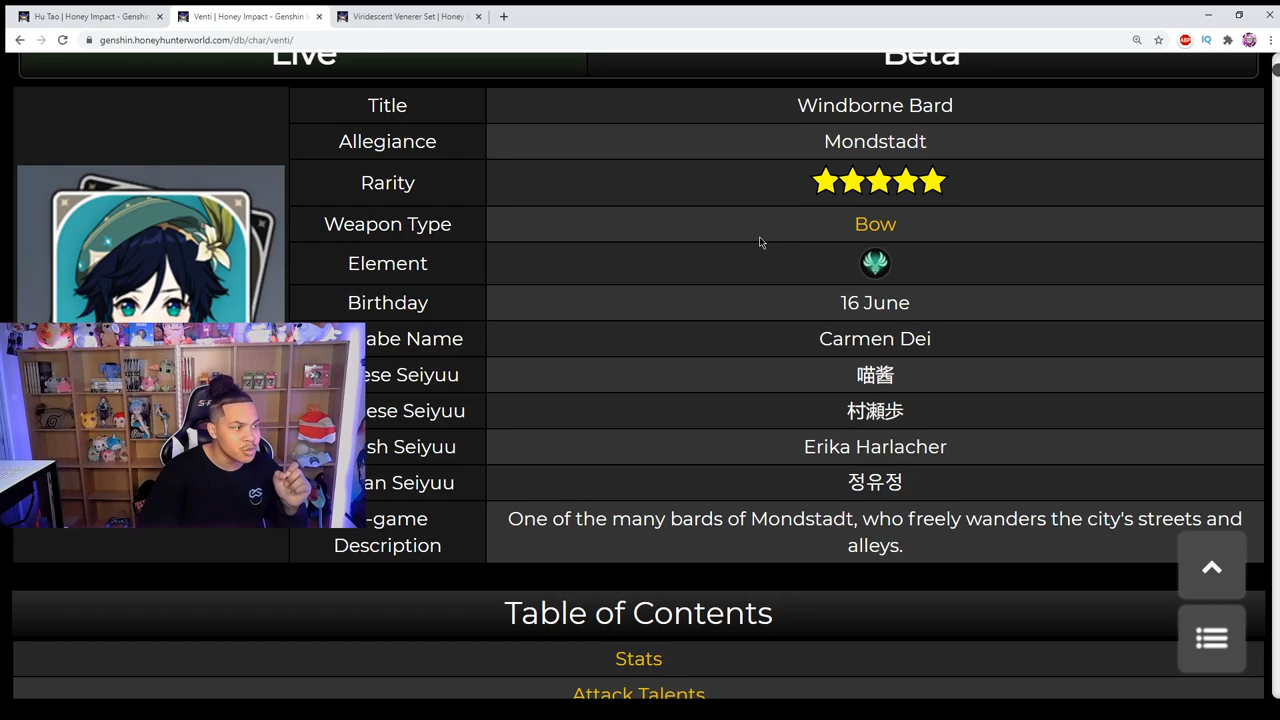 Hu Tao | Honey Impact - Genshin
Venti | Honey Impact - Genshin
Viridescent Venerer Set | Honey
genshin.honeyhunterworld.com/db/char/venti/
ABP
IQ
Live
Beta
Title
Windborne Bard
Allegiance
Mondstadt
Rarity
Weapon Type
Bow
Element
Birthday
16 June
abe Name
Carmen Dei
ese Seiyuu
喵酱
ese Seiyuu
村瀬歩
sh Seiyuu
Erika Harlacher
an Seiyuu
정유정
-game
Description
One of the many bards of Mondstadt, who freely wanders the city's streets and
alleys.
Table of Contents
Stats
Attack Talents